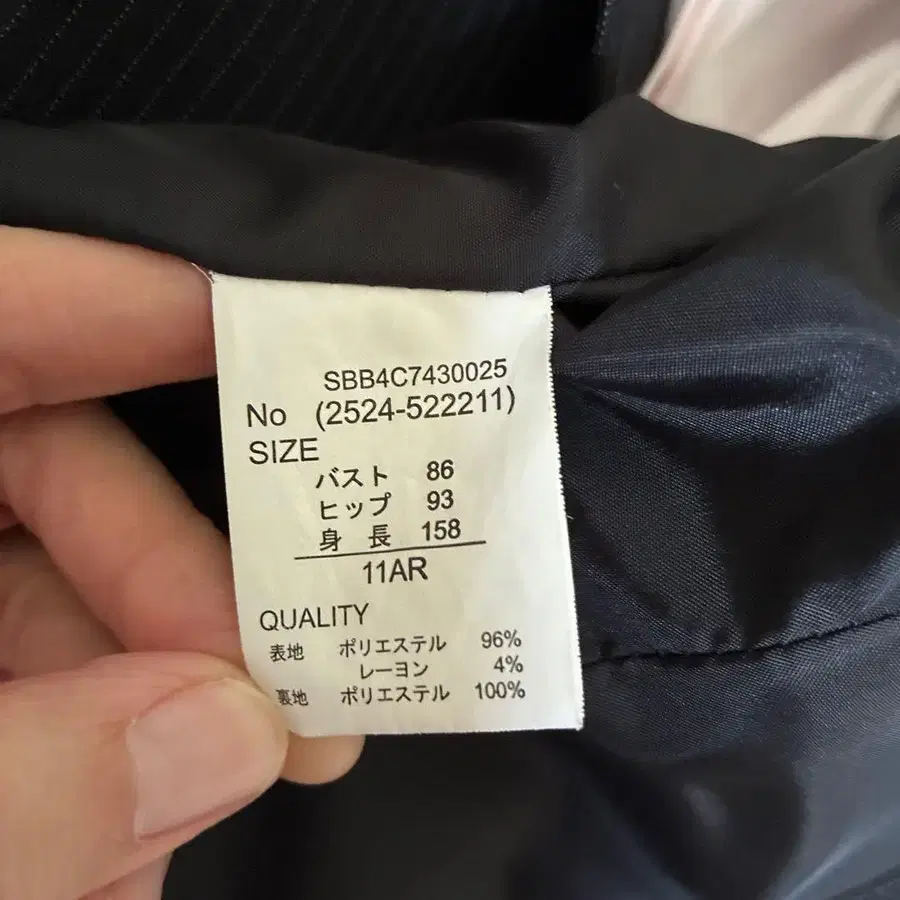 SBB4C7430025
No (2524-522211)
SIZE
バスト 86
ヒップ 93
身 長 158
11AR
QUALITY
表地 ポリエステル 96%
レーヨン 4%
裏地 ポリエステル 100%